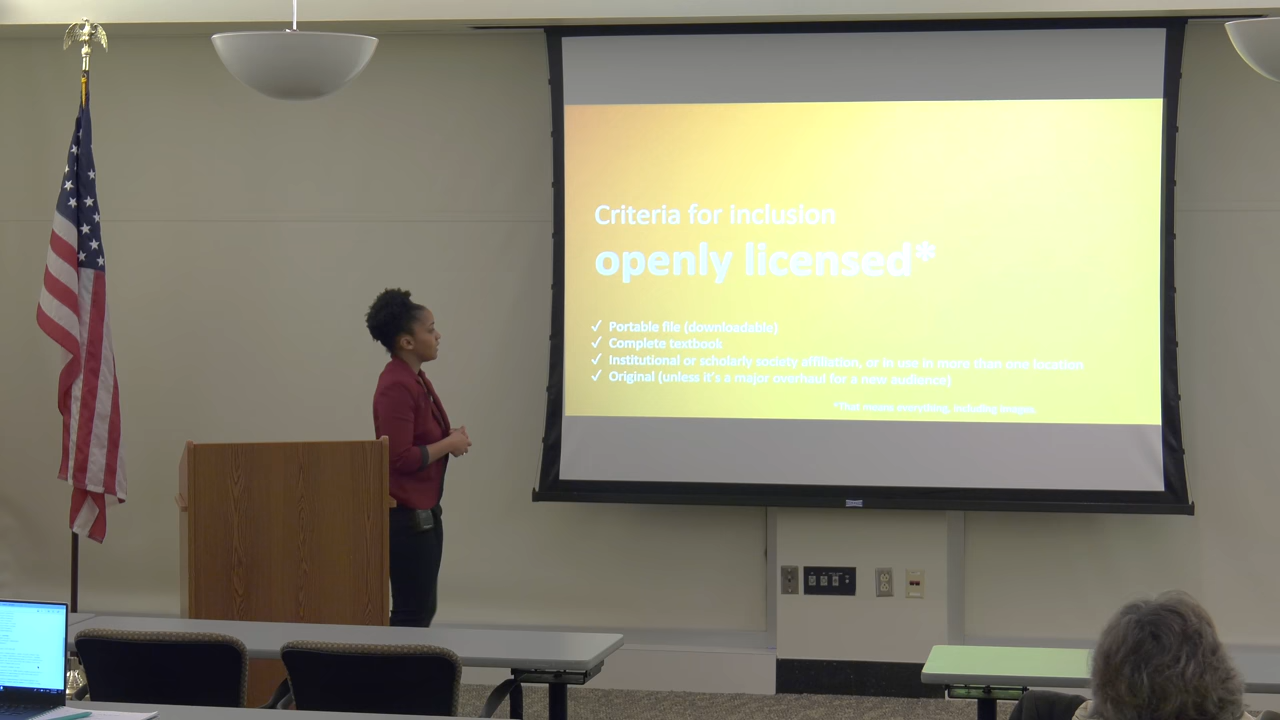 Criteria for inclusion
openly licensed*
✓ Portable file (downloadable)
✓ Complete textbook
✓ Institutional or scholarly society affiliation, or in use in more than one location
✓ Original (unless it's a major overhaul for a new audience)
*That means everything, including images.